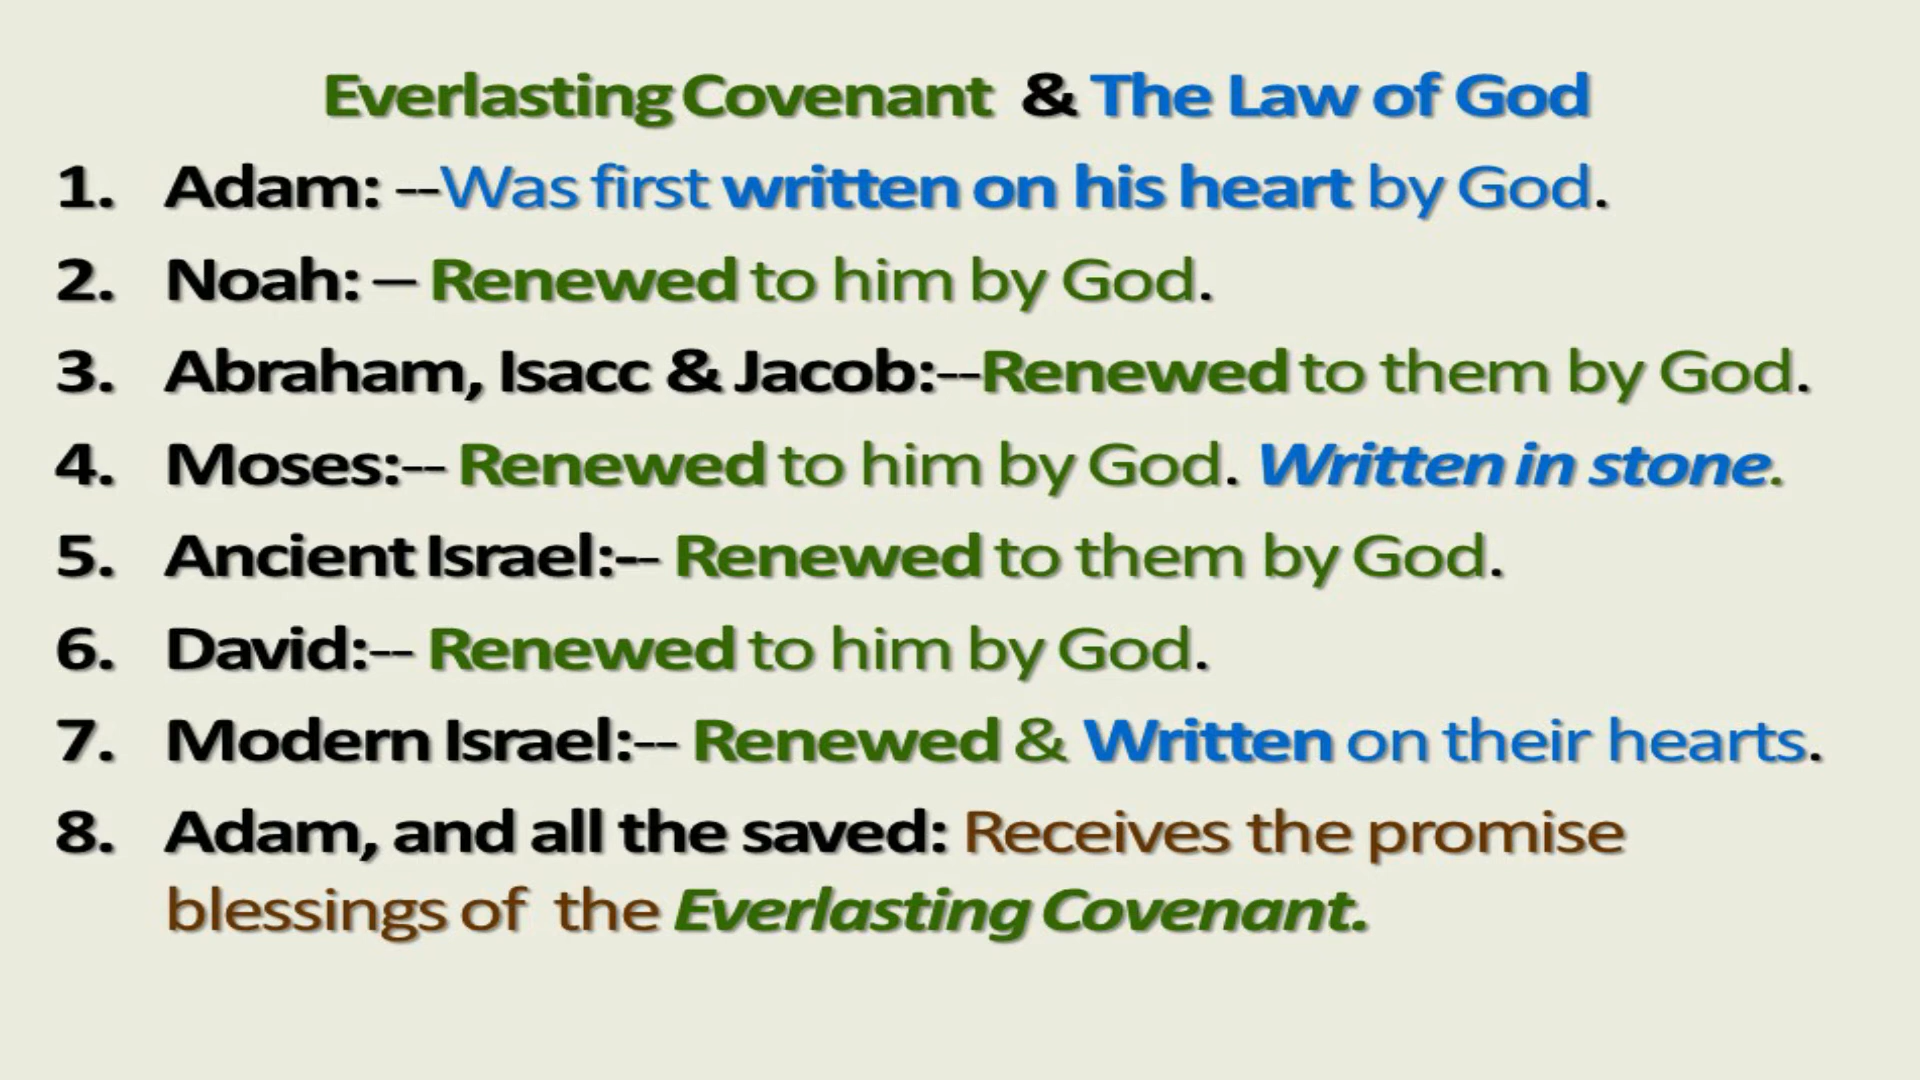 Everlasting Covenant & The Law of God
1. Adam: --Was first written on his heart by God.
2. Noah: – Renewed to him by God.
3. Abraham, Isacc & Jacob:--Renewed to them by God.
4. Moses:-- Renewed to him by God. Written in stone.
5. Ancient Israel:-- Renewed to them by God.
6. David:-- Renewed to him by God.
7. Modern Israel:-- Renewed & Written on their hearts.
8. Adam, and all the saved: Receives the promise
blessings of the Everlasting Covenant.